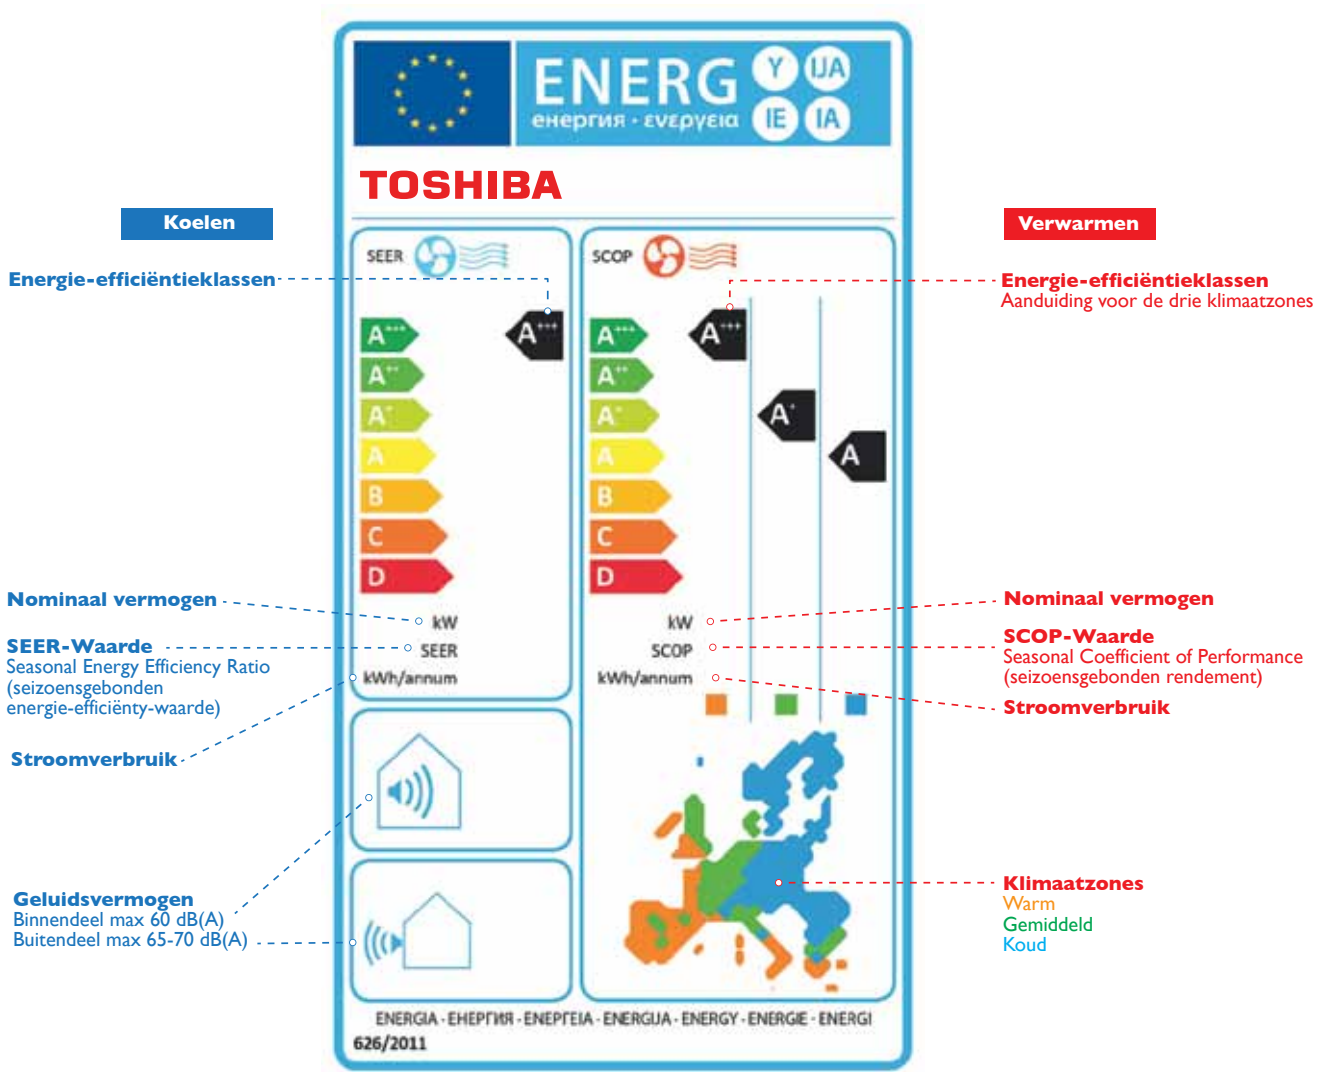 ENERG
енергия · ενεργεια
Y
IJA
IE
IA
TOSHIBA
Koelen
Energie-efficiëntieklassen
Nominaal vermogen
SEER-Waarde
Seasonal Energy Efficiency Ratio
(seizoensgebonden
energie-efficiënty-waarde)
Stroomverbruik
Geluidsvermogen
Binnendeel max 60 dB(A)
Buitendeel max 65-70 dB(A)
SEER
A+++
A++
A+
A
B
C
D
A+++
kW
SEER
kWh/annum
SCOP
A+++
A++
A+
A
B
C
D
A+++
A+
A
kW
SCOP
kWh/annum
Verwarmen
Energie-efficiëntieklassen
Aanduiding voor de drie klimaatzones
Nominaal vermogen
SCOP-Waarde
Seasonal Coefficient of Performance
(seizoensgebonden rendement)
Stroomverbruik
Klimaatzones
Warm
Gemiddeld
Koud
ENERGIA - ЕНЕРГИЯ - ΕΝΕΡΓΕΙΑ - ENERGIJA - ENERGY - ENERGIE - ENERGI
626/2011